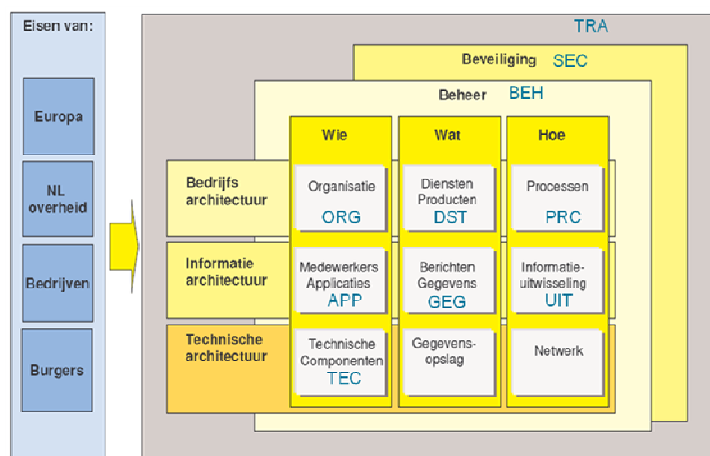 Eisen van:
Europa
NL
overheid
Bedrijven
Burgers
TRA
Beveiliging SEC
Beheer BEH
Wie Wat Hoe
Bedrijfs
architectuur
Organisatie
ORG
Diensten
Producten
DST
Processen
PRC
Informatie
architectuur
Medewerkers
Applicaties
APP
Berichten
Gegevens
GEG
Informatie-
uitwisseling
UIT
Technische
architectuur
Technische
Componenten
TEC
Gegevens-
opslag
Netwerk